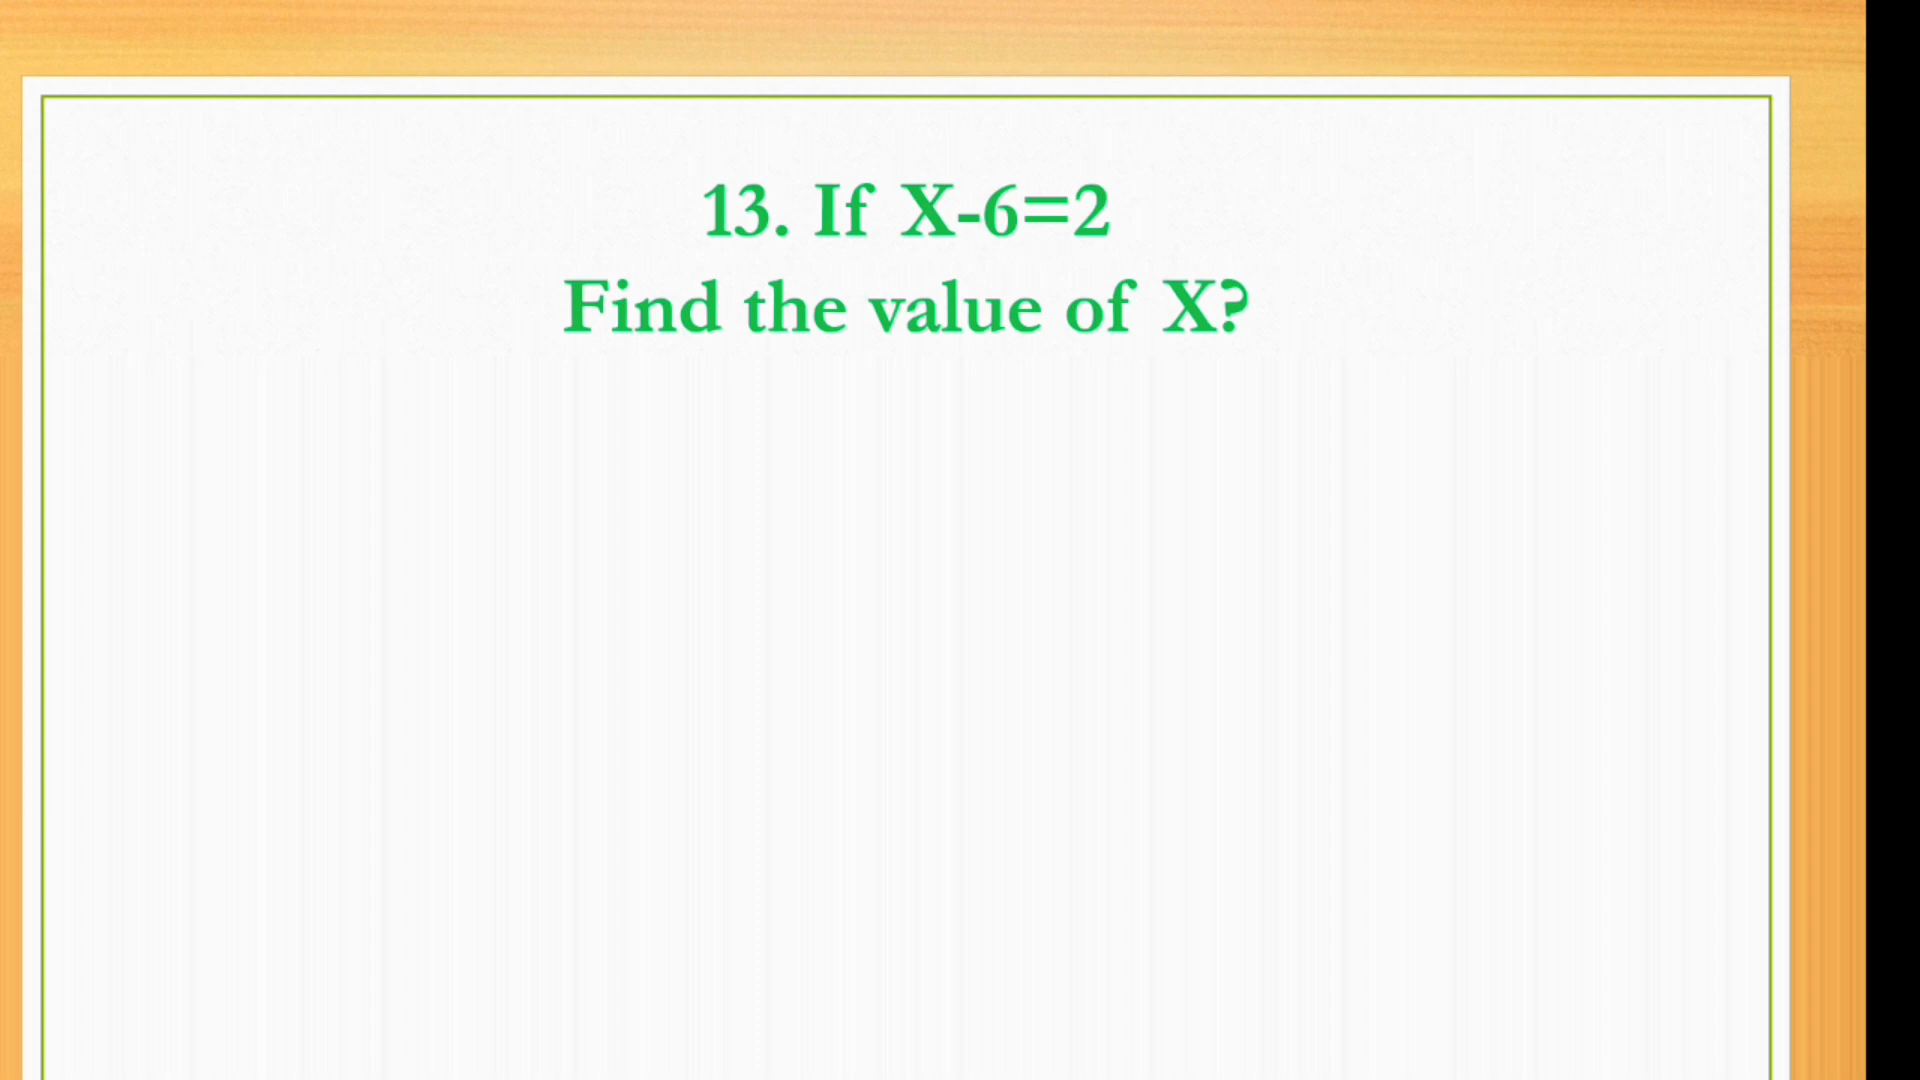 13. If X-6=2
Find the value of X?